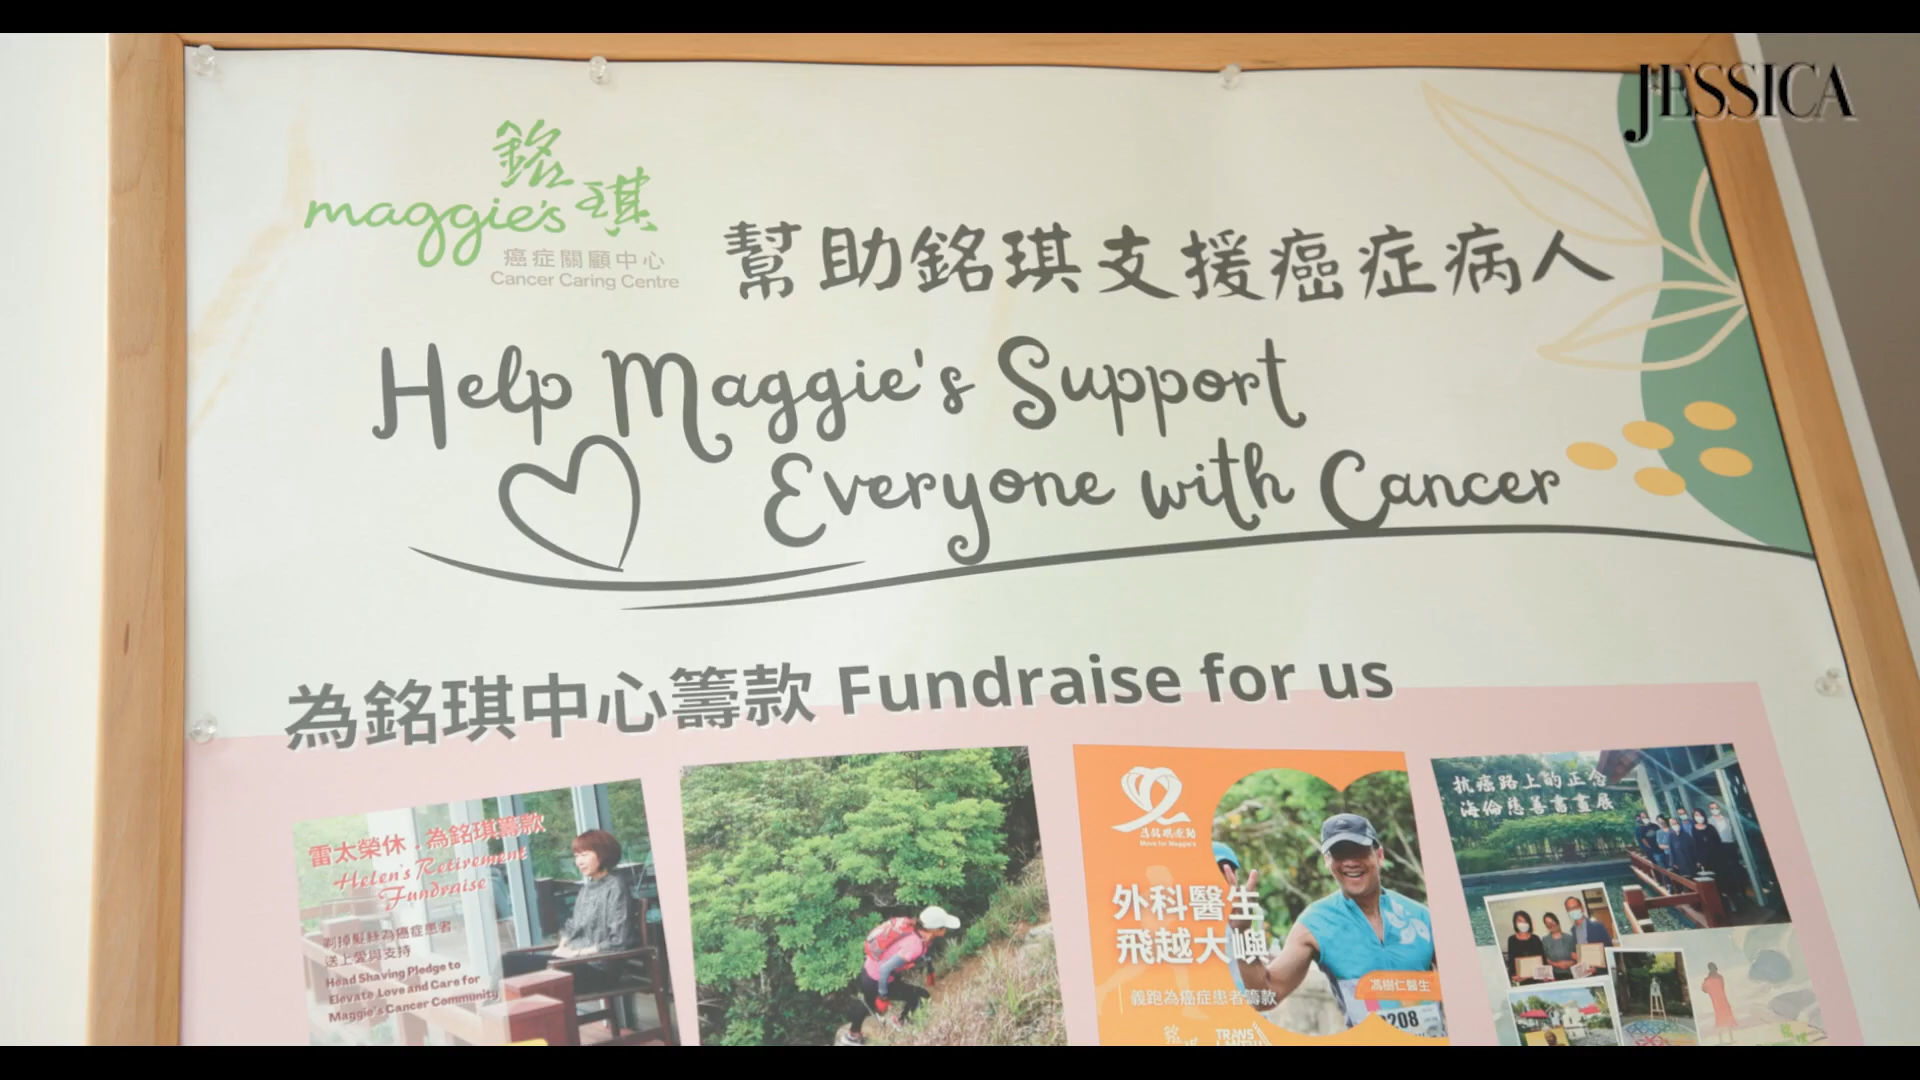 JESSICA
銘琪
maggie's
癌症關顧中心
Cancer Caring Centre
幫助銘琪支援癌症病人
Help Maggie's Support
Everyone with Cancer
為銘琪中心籌款 Fundraise for us
雷太榮休．為銘琪籌款
Helen's Retirement
Fundraise
剃掉髮絲為癌症患者
送上愛與支持
Head Shaving Pledge to
Elevate Love and Care for
Maggie's Cancer Community
為銘琪運動
Move for Maggie's
外科醫生
飛越大嶼
義跑為癌症患者籌款
馮樹仁醫生
208
TRANS
抗癌路上的正念
海倫慈善書畫展